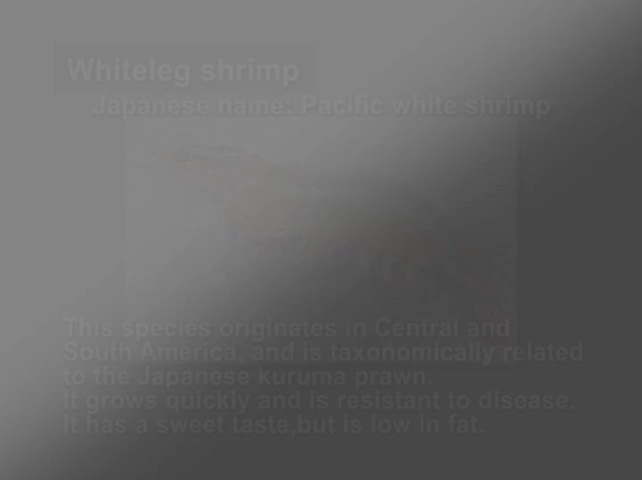 Whiteleg shrimp
Japanese name: Pacific white shrimp
This species originates in Central and
South America, and is taxonomically related
to the Japanese kuruma prawn.
It grows quickly and is resistant to disease.
It has a sweet taste,but is low in fat.